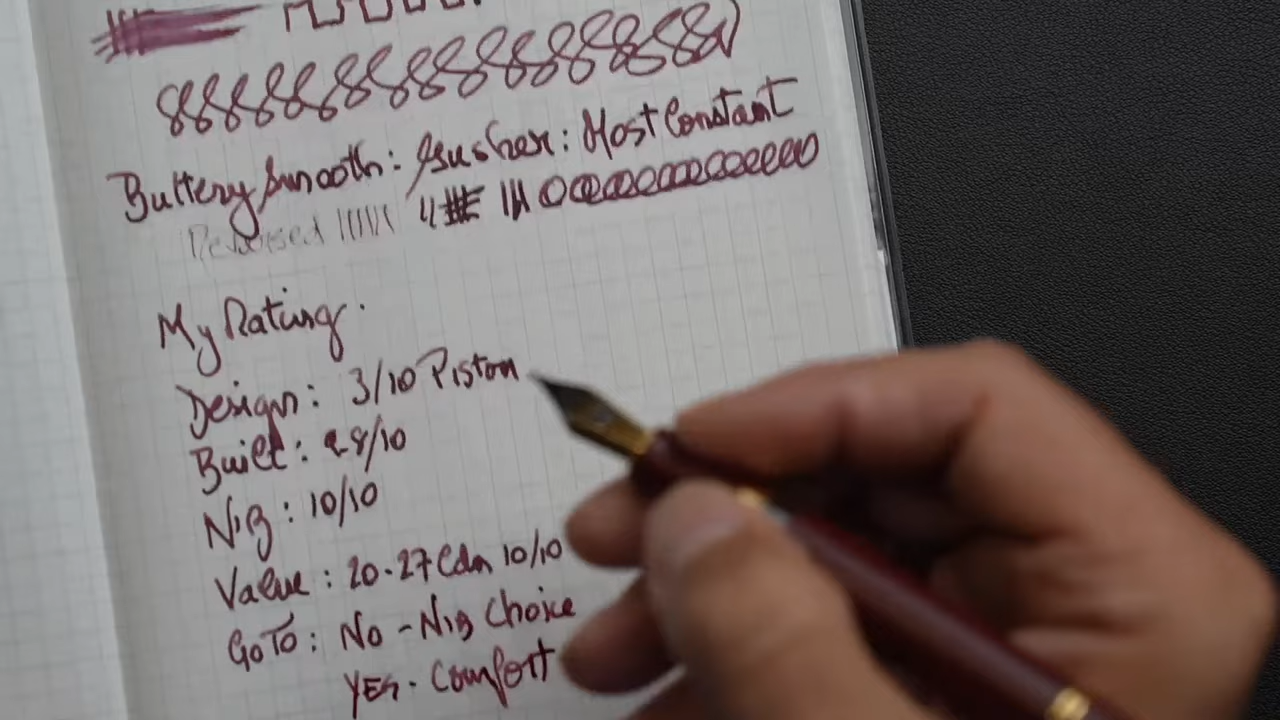 888888888888888888
Buttery Smooth: Gusher: Most Constant
Reversed
My Rating.
Design: 3/10 Piston
Built: 8/10
Nib: 10/10
Value: 20-27 Cdn 10/10
GoTo: No - Nib Choice
YES - Comfort